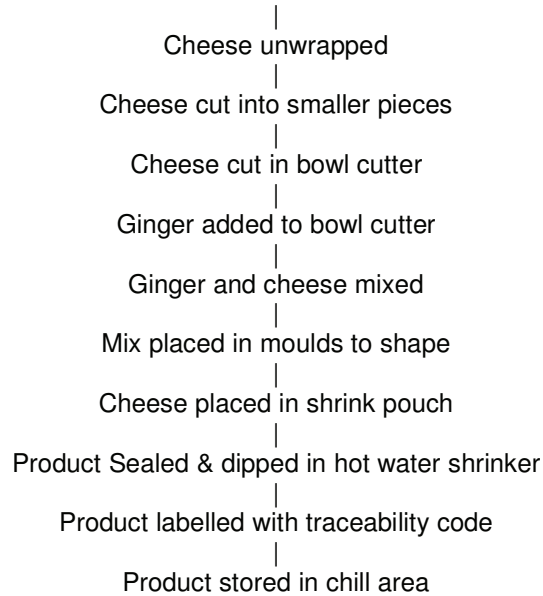 Cheese unwrapped
Cheese cut into smaller pieces
Cheese cut in bowl cutter
Ginger added to bowl cutter
Ginger and cheese mixed
Mix placed in moulds to shape
Cheese placed in shrink pouch
Product Sealed & dipped in hot water shrinker
Product labelled with traceability code
Product stored in chill area